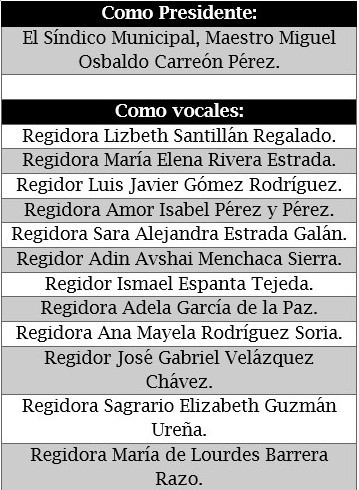 Como Presidente:
El Síndico Municipal, Maestro Miguel
Osbaldo Carreón Pérez.
Como vocales:
Regidora Lizbeth Santillán Regalado.
Regidora María Elena Rivera Estrada.
Regidor Luis Javier Gómez Rodríguez.
Regidora Amor Isabel Pérez y Pérez.
Regidora Sara Alejandra Estrada Galán.
Regidor Adin Avshai Menchaca Sierra.
Regidor Ismael Espanta Tejeda.
Regidora Adela García de la Paz.
Regidora Ana Mayela Rodríguez Soria.
Regidor José Gabriel Velázquez
Chávez.
Regidora Sagrario Elizabeth Guzmán
Ureña.
Regidora María de Lourdes Barrera
Razo.